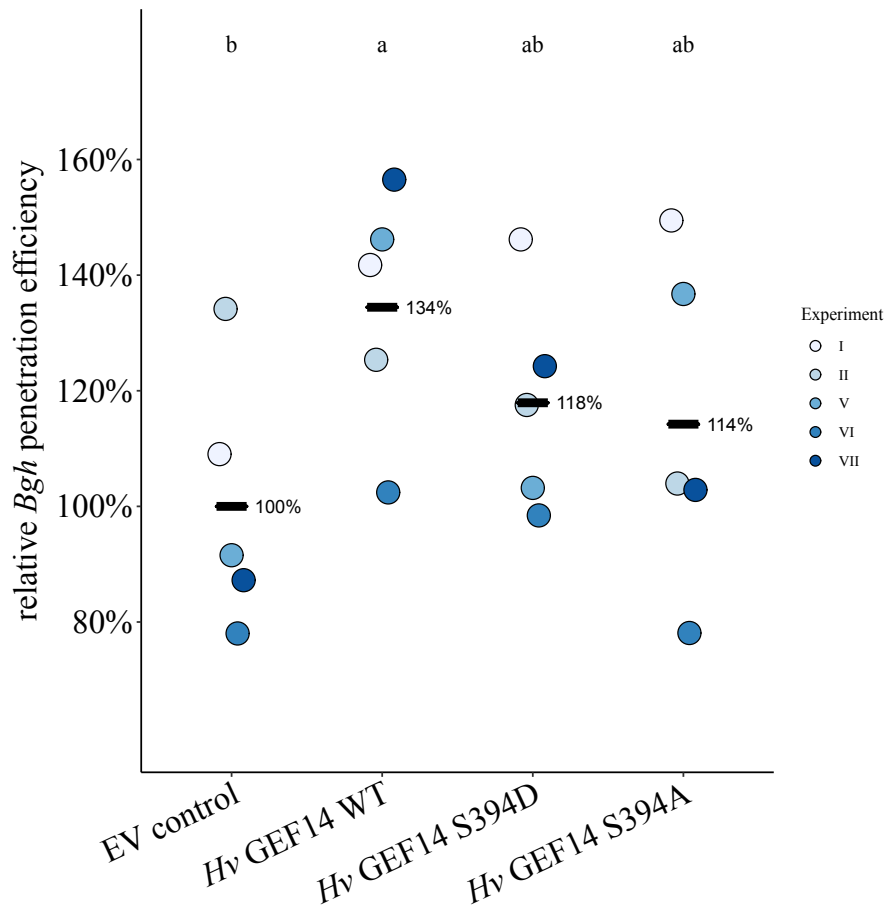 b a ab ab
relative Bgh penetration efficiency
160%
140%
120%
100%
80%
100%
134%
118%
114%
EV control
Hv GEF14 WT
Hv GEF14 S394D
Hv GEF14 S394A
Experiment
I
II
V
VI
VII